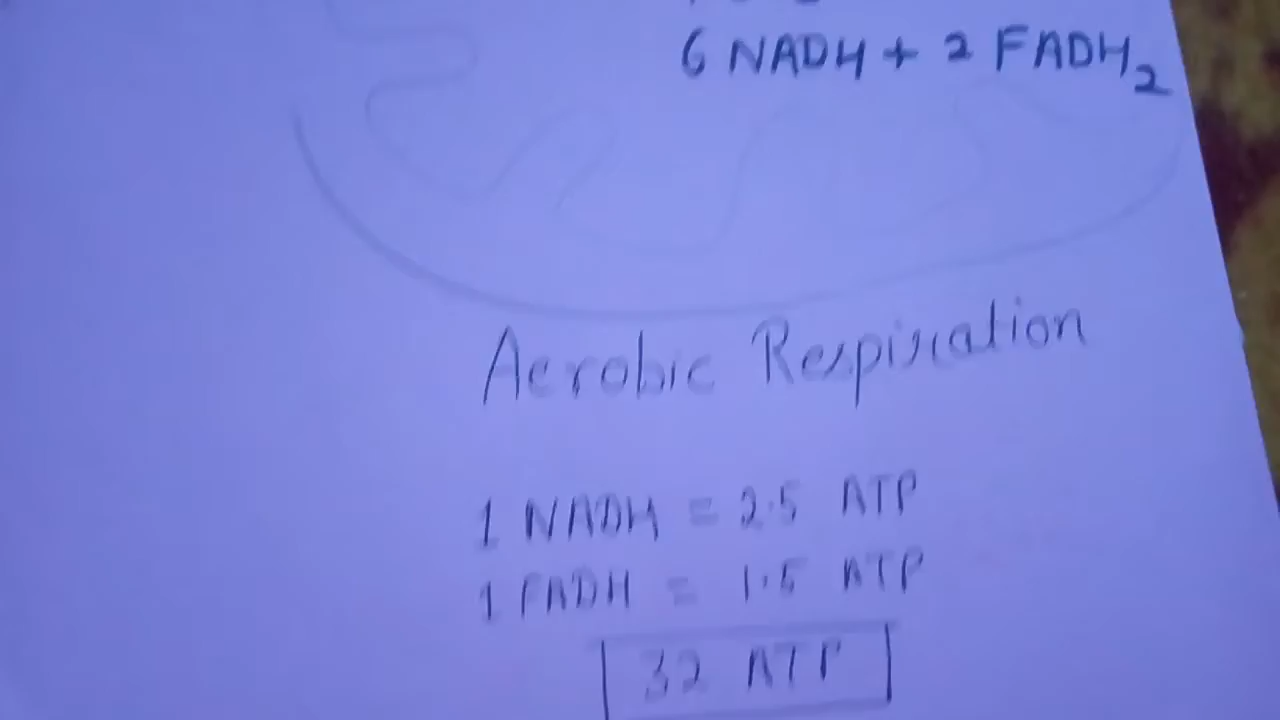 6 NADH + 2 FADH₂
Aerobic Respiration
1 NADH = 2.5 ATP
1 FADH = 1.5 ATP
32 ATP